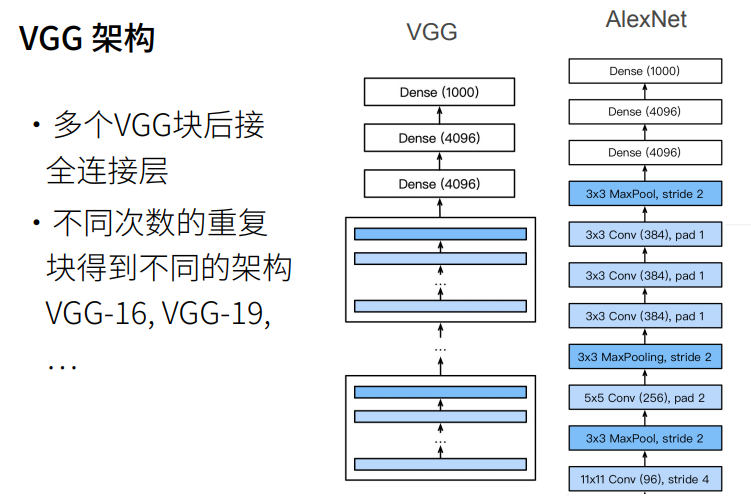 VGG 架构
• 多个VGG块后接
全连接层
• 不同次数的重复
块得到不同的架构
VGG-16, VGG-19,
…
VGG
Dense (1000)
Dense (4096)
Dense (4096)
...
...
...
AlexNet
Dense (1000)
Dense (4096)
Dense (4096)
3x3 MaxPool, stride 2
3x3 Conv (384), pad 1
3x3 Conv (384), pad 1
3x3 Conv (384), pad 1
3x3 MaxPooling, stride 2
5x5 Conv (256), pad 2
3x3 MaxPool, stride 2
11x11 Conv (96), stride 4